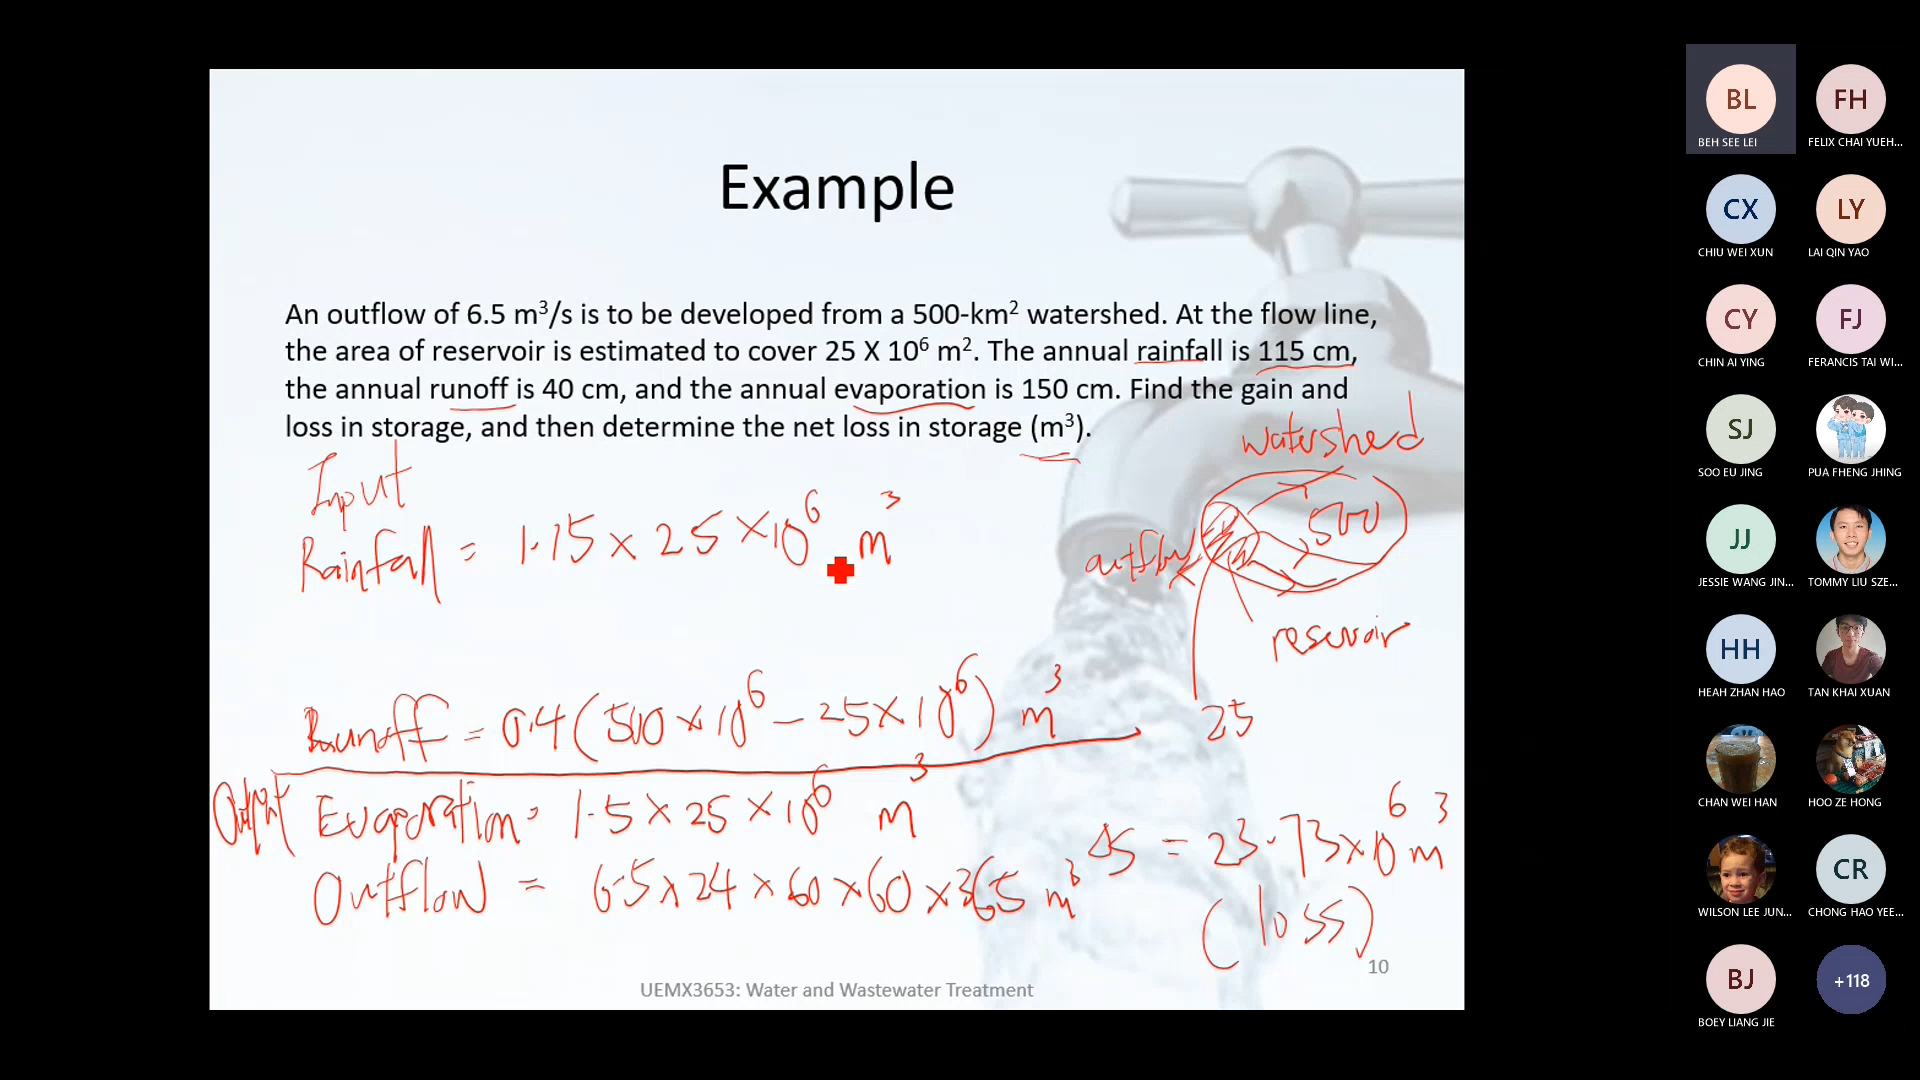 Example
An outflow of 6.5 m³/s is to be developed from a 500-km² watershed. At the flow line,
the area of reservoir is estimated to cover 25 X 10⁶ m². The annual rainfall is 115 cm,
the annual runoff is 40 cm, and the annual evaporation is 150 cm. Find the gain and
loss in storage, and then determine the net loss in storage (m³).
Input
Rainfall = 1.15 × 25 × 10⁶ m³
watershed
500
outflow
reservoir
25
Runoff = 0.4 (500 × 10⁶ – 25 × 10⁶) m³
Output
Evaporation = 1.5 × 25 × 10⁶ m³
Outflow = 6.5 × 24 × 60 × 60 × 365 m³
ΔS = 23.73 × 10⁶ m³
(loss)
10
UEMX3653: Water and Wastewater Treatment
BL
BEH SEE LEI
FH
FELIX CHAI YUEH...
CX
CHIU WEI XUN
LY
LAI QIN YAO
CY
CHIN AI YING
FJ
FERANCIS TAI WI...
SJ
SOO EU JING
PUA FHENG JHING
JJ
JESSIE WANG JIN...
TOMMY LIU SZE...
HH
HEAH ZHAN HAO
TAN KHAI XUAN
CHAN WEI HAN
HOO ZE HONG
WILSON LEE JUN...
CR
CHONG HAO YEE...
BJ
BOEY LIANG JIE
+118